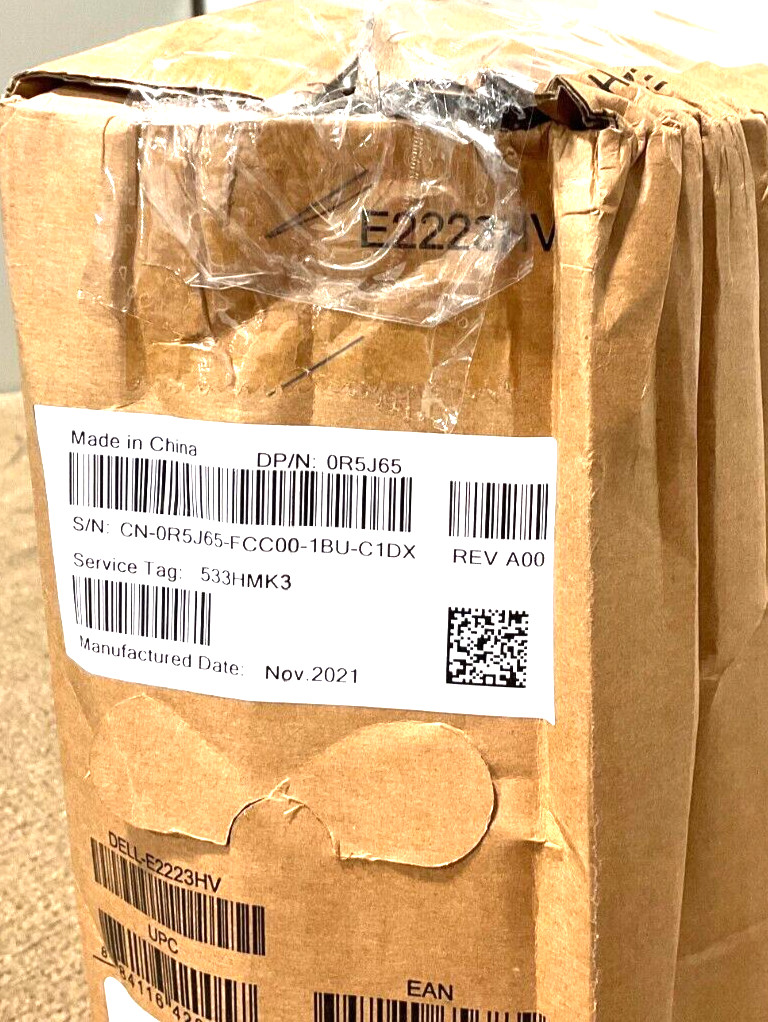 E2223HV
Made in China
DP/N: 0R5J65
S/N: CN-0R5J65-FCC00-1BU-C1DX
REV A00
Service Tag: 533HMK3
Manufactured Date: Nov.2021
DELL-E2223HV
UPC
EAN